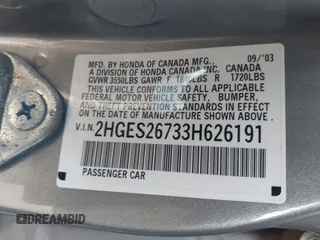 MFD. BY HONDA OF CANADA MFG., 09/'03
A DIVISION OF HONDA CANADA INC. CANADA
GVWR 3550LBS GAWR F 1840LBS R 1720LBS
THIS VEHICLE CONFORMS TO ALL APPLICABLE
FEDERAL MOTOR VEHICLE SAFETY, BUMPER,
AND THEFT PREVENTION STANDARDS IN
EFFECT ON THE DATE OF MANUFACTURE
SHOWN ABOVE.
V.I.N. 2HGES26733H626191
PASSENGER CAR
DREAMBID